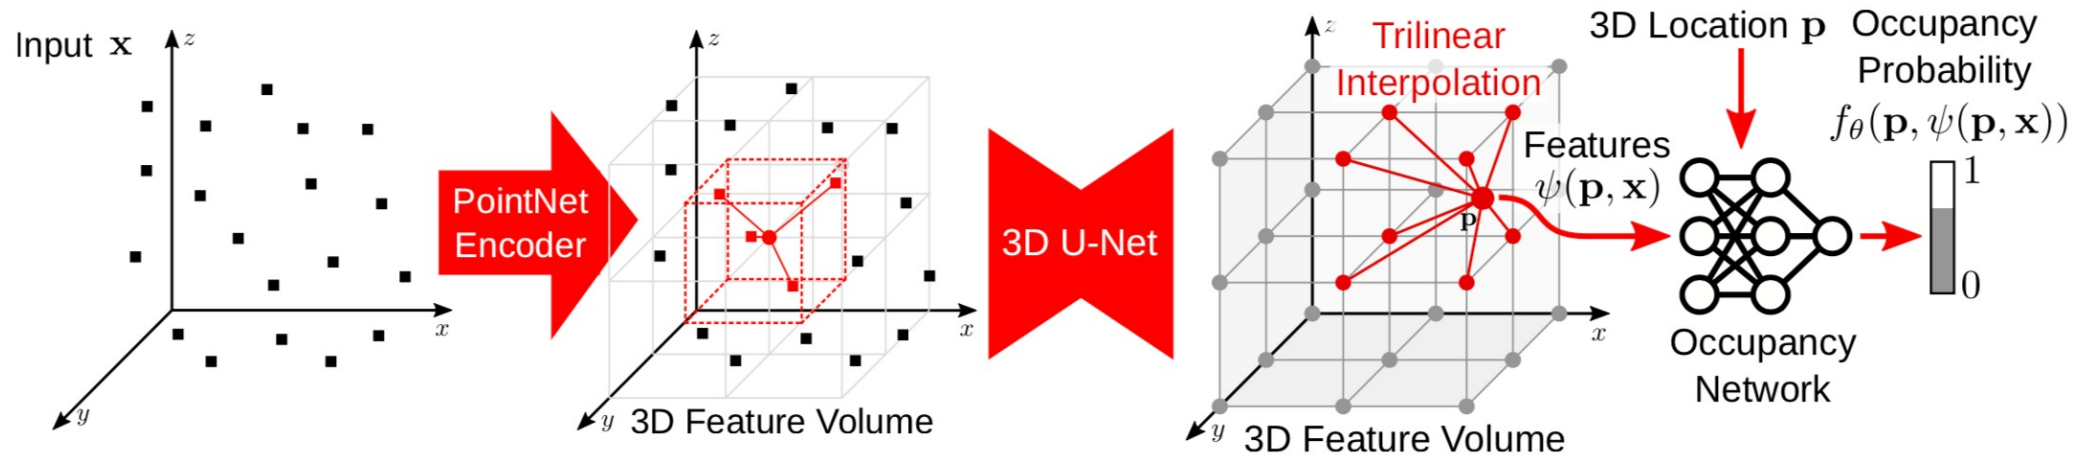 Input x
z
x
y
PointNet
Encoder
z
x
y
3D Feature Volume
3D U-Net
z
Trilinear
Interpolation
p
x
y
3D Feature Volume
Features
ψ(p, x)
3D Location p
Occupancy
Network
Occupancy
Probability
f_θ(p, ψ(p, x))
1
0